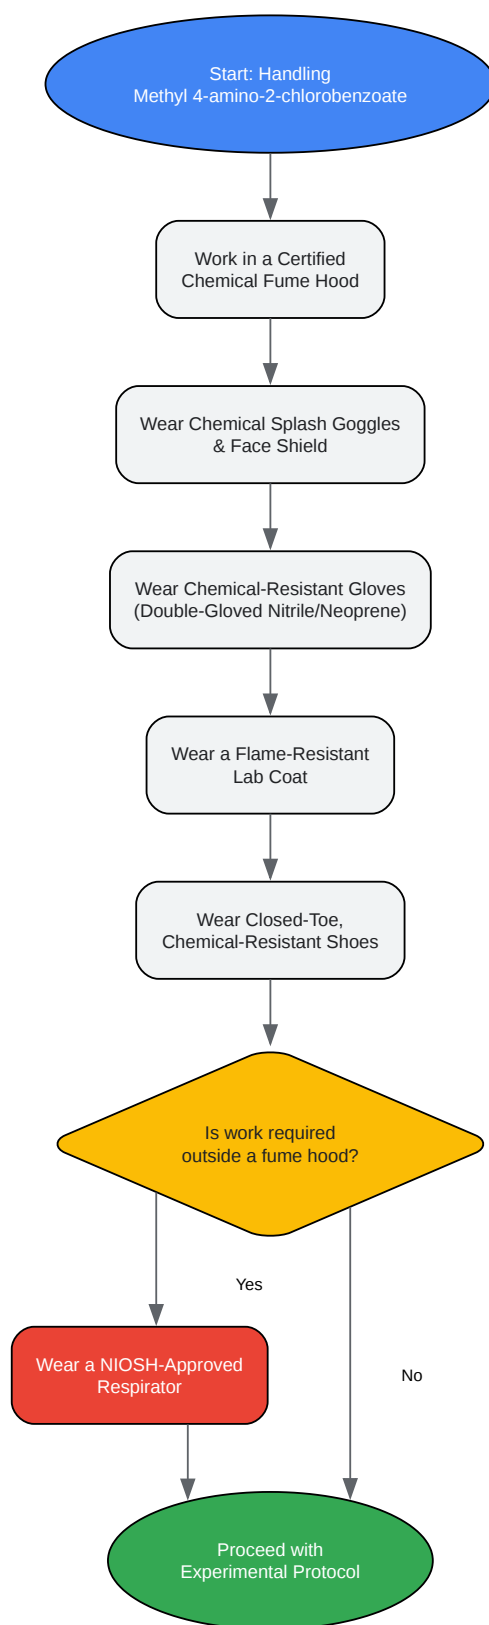 Start: Handling
Methyl 4-amino-2-chlorobenzoate
Work in a Certified
Chemical Fume Hood
Wear Chemical Splash Goggles
& Face Shield
Wear Chemical-Resistant Gloves
(Double-Gloved Nitrile/Neoprene)
Wear a Flame-Resistant
Lab Coat
Wear Closed-Toe,
Chemical-Resistant Shoes
Is work required
outside a fume hood?
Yes
Wear a NIOSH-Approved
Respirator
No
Proceed with
Experimental Protocol